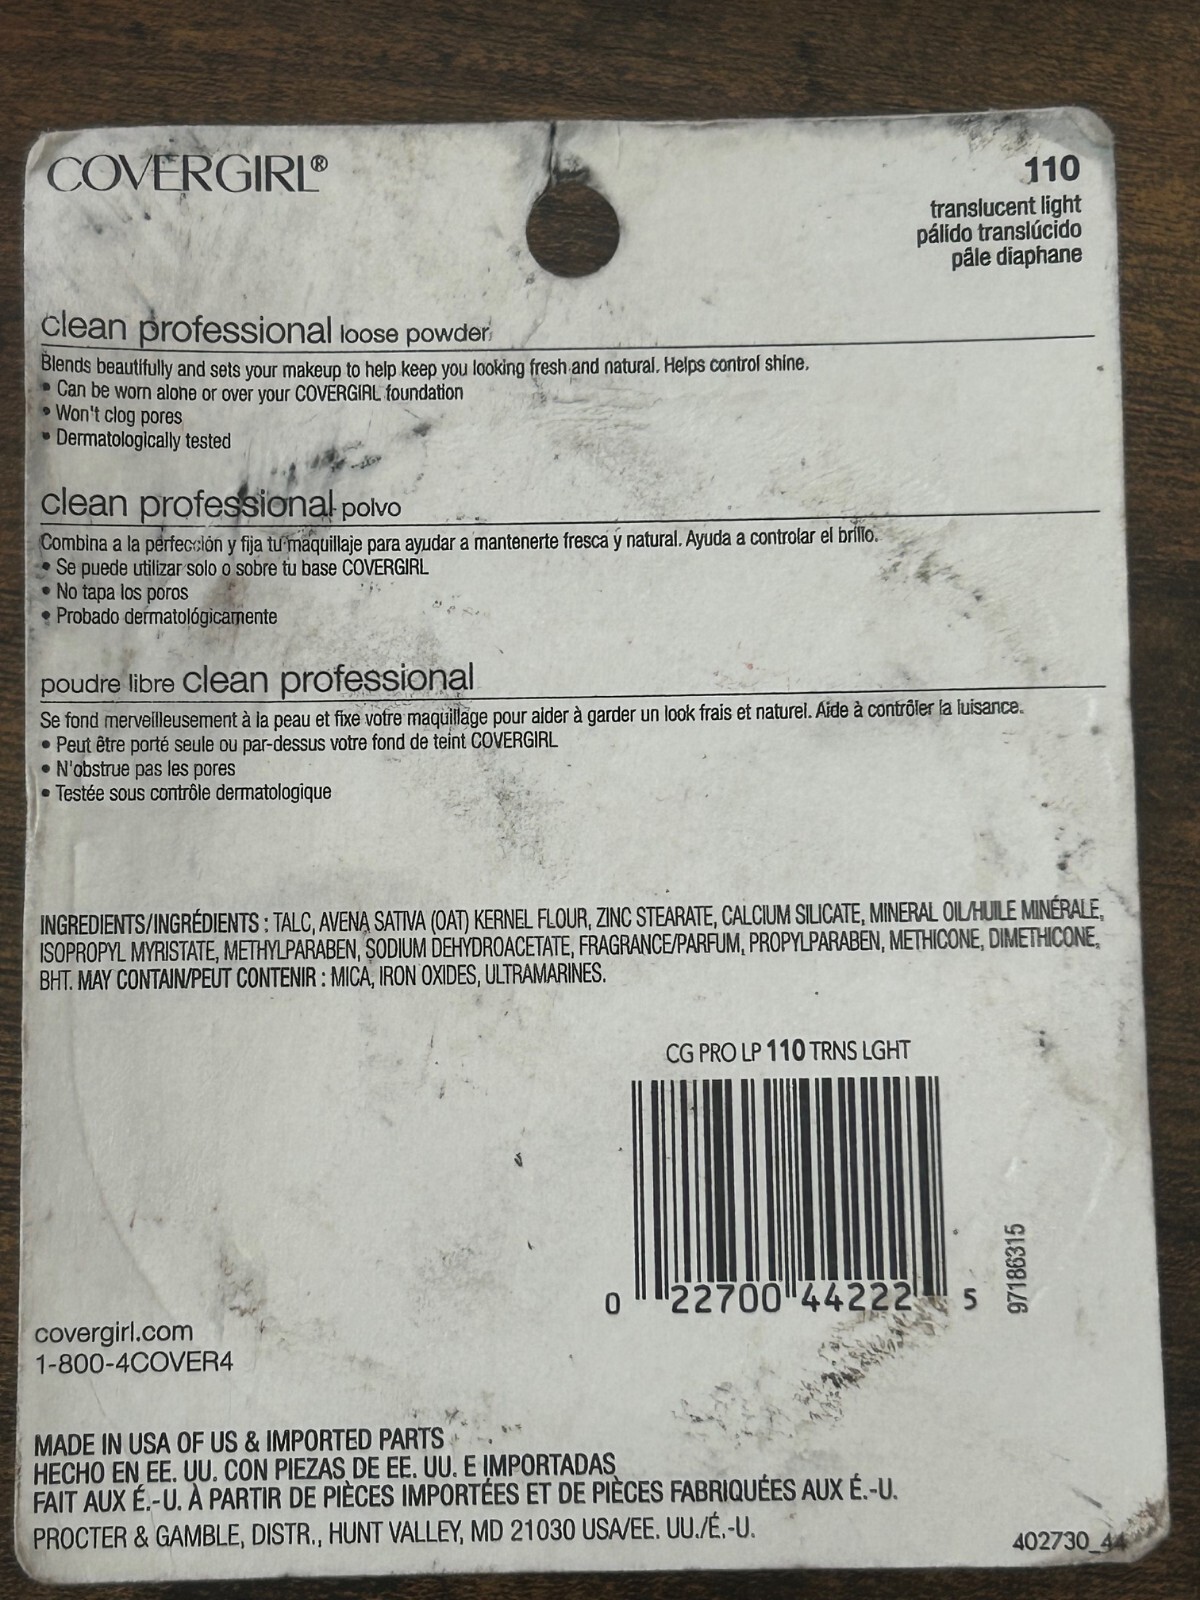 COVERGIRL®
110
translucent light
pálido translúcido
pâle diaphane
clean professional loose powder
Blends beautifully and sets your makeup to help keep you looking fresh and natural. Helps control shine.
• Can be worn alone or over your COVERGIRL foundation
• Won't clog pores
• Dermatologically tested
clean professional polvo
Combina a la perfección y fija tu maquillaje para ayudar a mantenerte fresca y natural. Ayuda a controlar el brillo.
• Se puede utilizar solo o sobre tu base COVERGIRL
• No tapa los poros
• Probado dermatológicamente
poudre libre clean professional
Se fond merveilleusement à la peau et fixe votre maquillage pour aider à garder un look frais et naturel. Aide à contrôler la luisance.
• Peut être porté seule ou par-dessus votre fond de teint COVERGIRL
• N'obstrue pas les pores
• Testée sous contrôle dermatologique
INGREDIENTS/INGRÉDIENTS : TALC, AVENA SATIVA (OAT) KERNEL FLOUR, ZINC STEARATE, CALCIUM SILICATE, MINERAL OIL/HUILE MINÉRALE,
ISOPROPYL MYRISTATE, METHYLPARABEN, SODIUM DEHYDROACETATE, FRAGRANCE/PARFUM, PROPYLPARABEN, METHICONE, DIMETHICONE,
BHT. MAY CONTAIN/PEUT CONTENIR : MICA, IRON OXIDES, ULTRAMARINES.
CG PRO LP 110 TRNS LGHT
0 22700 44222 5
97186315
covergirl.com
1-800-4COVER4
MADE IN USA OF US & IMPORTED PARTS
HECHO EN EE. UU. CON PIEZAS DE EE. UU. E IMPORTADAS
FAIT AUX É.-U. À PARTIR DE PIÈCES IMPORTÉES ET DE PIÈCES FABRIQUÉES AUX É.-U.
PROCTER & GAMBLE, DISTR., HUNT VALLEY, MD 21030 USA/EE. UU./É.-U.
402730_44